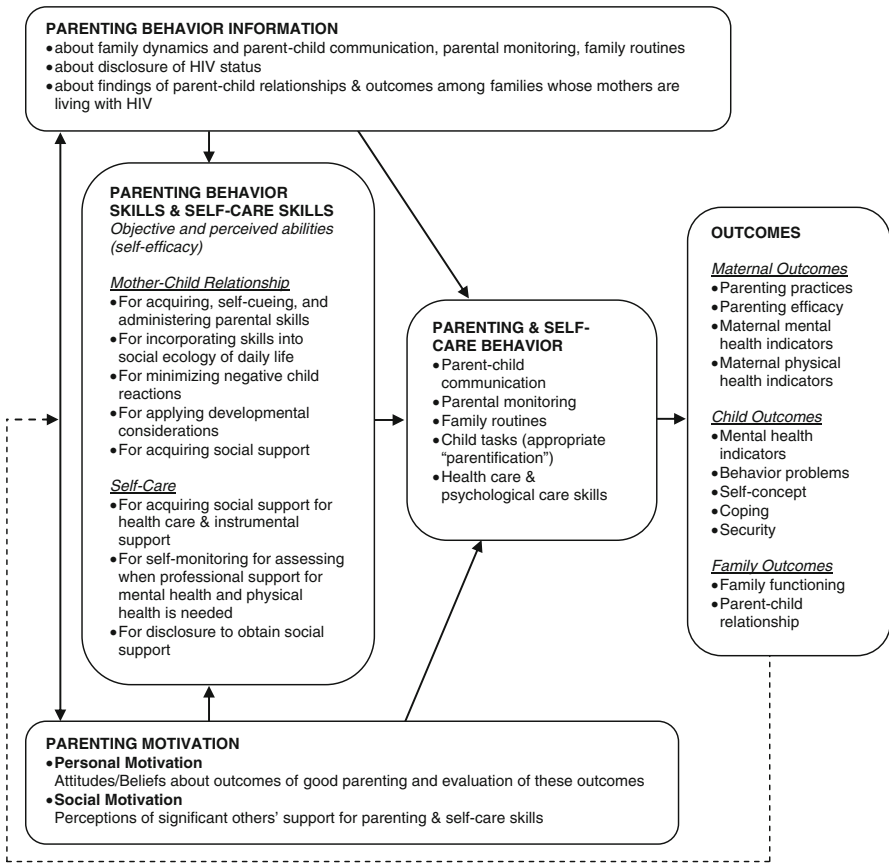 PARENTING BEHAVIOR INFORMATION
•about family dynamics and parent-child communication, parental monitoring, family routines
•about disclosure of HIV status
•about findings of parent-child relationships & outcomes among families whose mothers are
living with HIV
PARENTING BEHAVIOR
SKILLS & SELF-CARE SKILLS
Objective and perceived abilities
(self-efficacy)
Mother-Child Relationship
•For acquiring, self-cueing, and
administering parental skills
•For incorporating skills into
social ecology of daily life
•For minimizing negative child
reactions
•For applying developmental
considerations
•For acquiring social support
Self-Care
•For acquiring social support for
health care & instrumental
support
•For self-monitoring for assessing
when professional support for
mental health and physical
health is needed
•For disclosure to obtain social
support
PARENTING & SELF-
CARE BEHAVIOR
•Parent-child
communication
•Parental monitoring
•Family routines
•Child tasks (appropriate
“parentification”)
•Health care &
psychological care skills
OUTCOMES
Maternal Outcomes
•Parenting practices
•Parenting efficacy
•Maternal mental
health indicators
•Maternal physical
health indicators
Child Outcomes
•Mental health
indicators
•Behavior problems
•Self-concept
•Coping
•Security
Family Outcomes
•Family functioning
•Parent-child
relationship
PARENTING MOTIVATION
•Personal Motivation
Attitudes/Beliefs about outcomes of good parenting and evaluation of these outcomes
•Social Motivation
Perceptions of significant others’ support for parenting & self-care skills